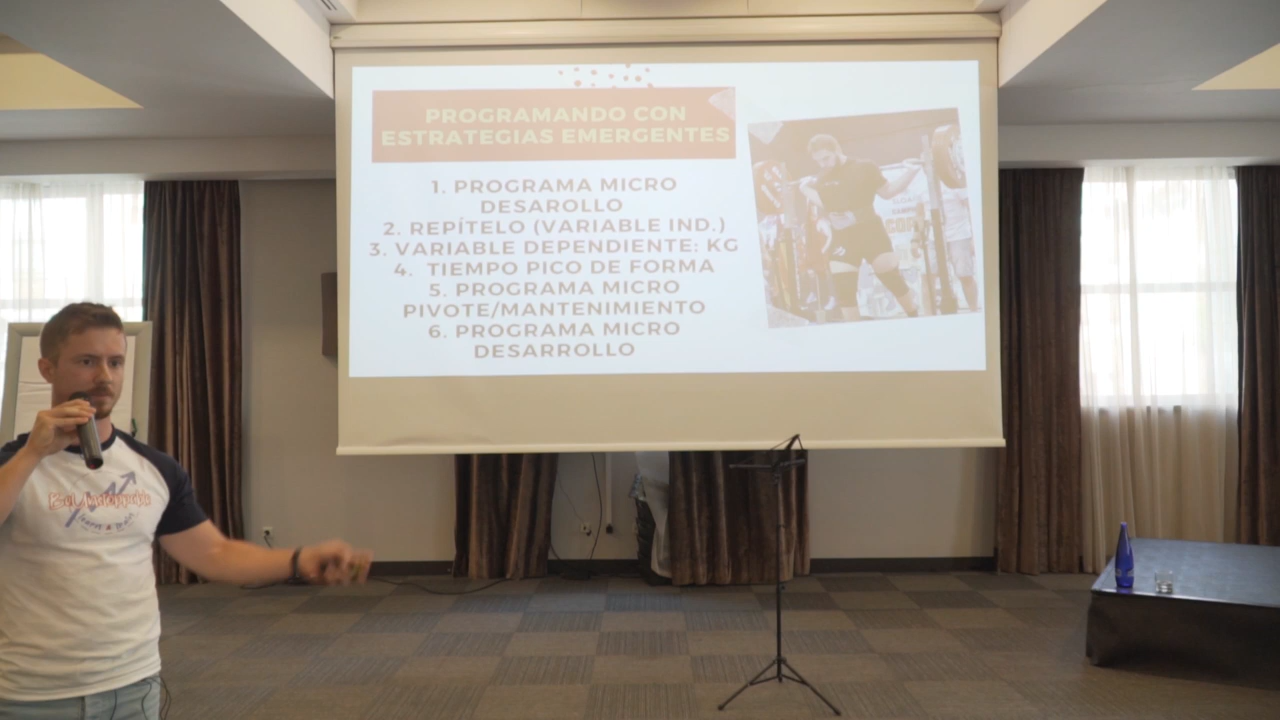 PROGRAMANDO CON
ESTRATEGIAS EMERGENTES
1. PROGRAMA MICRO
DESAROLLO
2. REPÍTELO (VARIABLE IND.)
3. VARIABLE DEPENDIENTE: KG
4. TIEMPO PICO DE FORMA
5. PROGRAMA MICRO
PIVOTE/MANTENIMIENTO
6. PROGRAMA MICRO
DESARROLLO